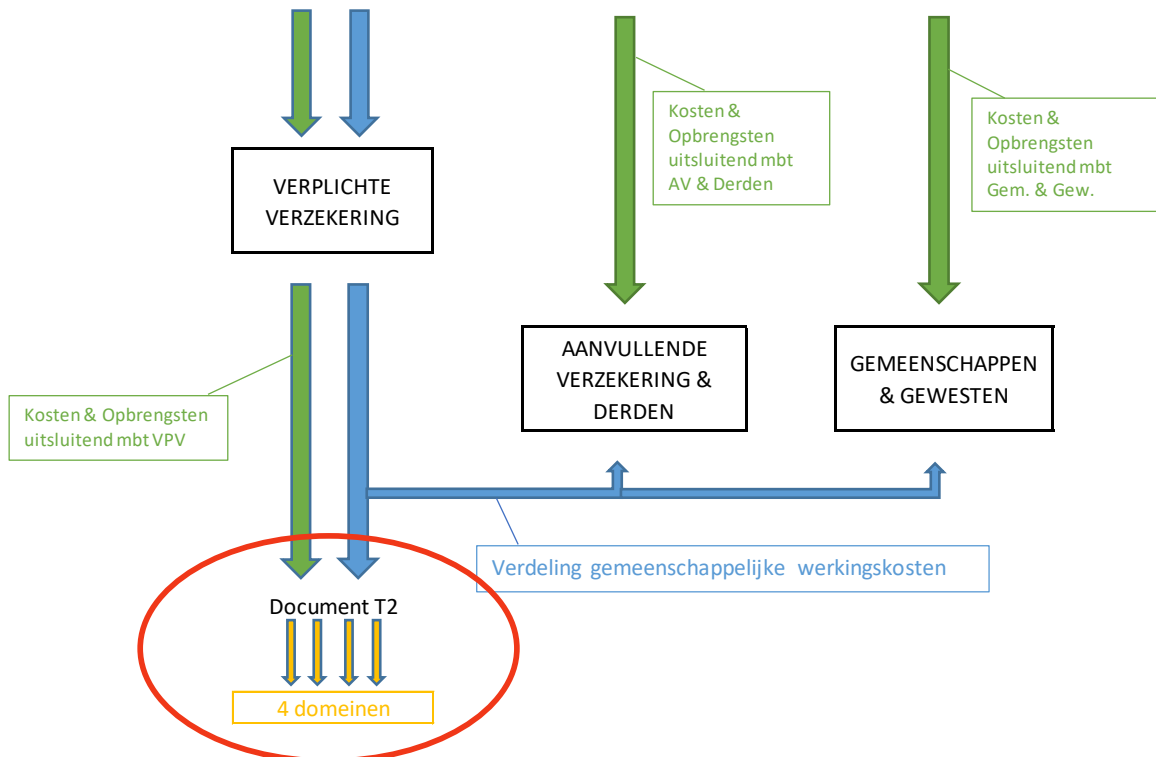 Kosten &
Opbrengsten
uitsluitend mbt
AV & Derden
Kosten &
Opbrengsten
uitsluitend mbt
Gem. & Gew.
VERPLICHTE
VERZEKERING
AANVULLENDE
VERZEKERING &
DERDEN
GEMEENSCHAPPEN
& GEWESTEN
Kosten & Opbrengsten
uitsluitend mbt VPV
Verdeling gemeenschappelijke werkingskosten
Document T2
4 domeinen